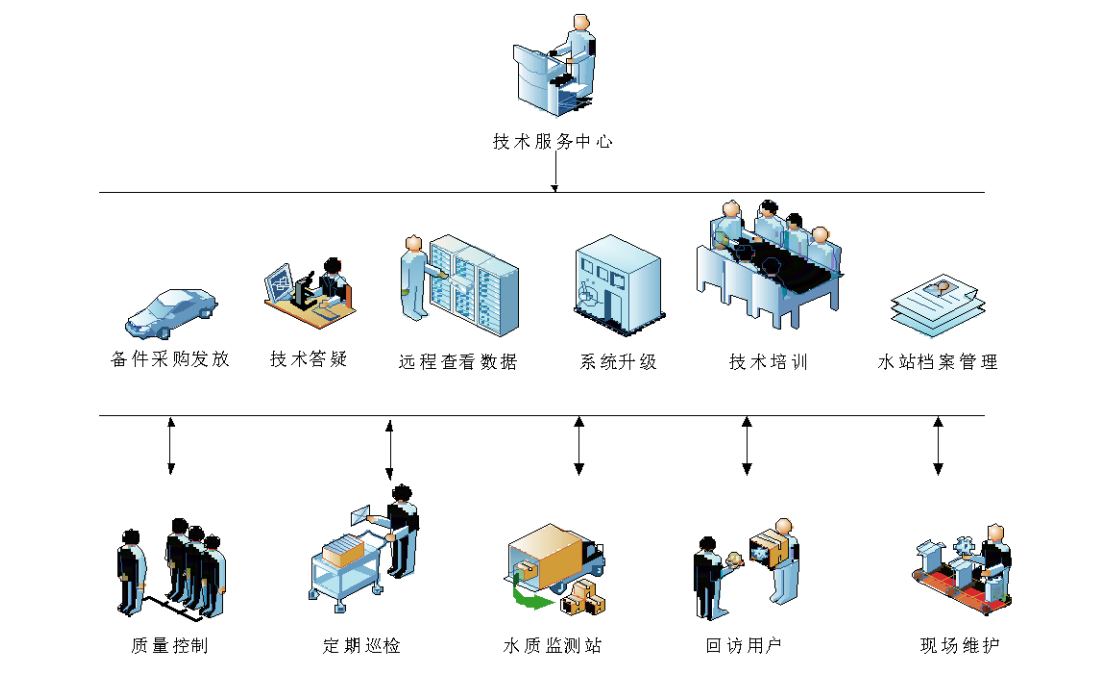 技术服务中心
备件采购发放
技术答疑
远程查看数据
系统升级
技术培训
水站档案管理
质量控制
定期巡检
水质监测站
回访用户
现场维护